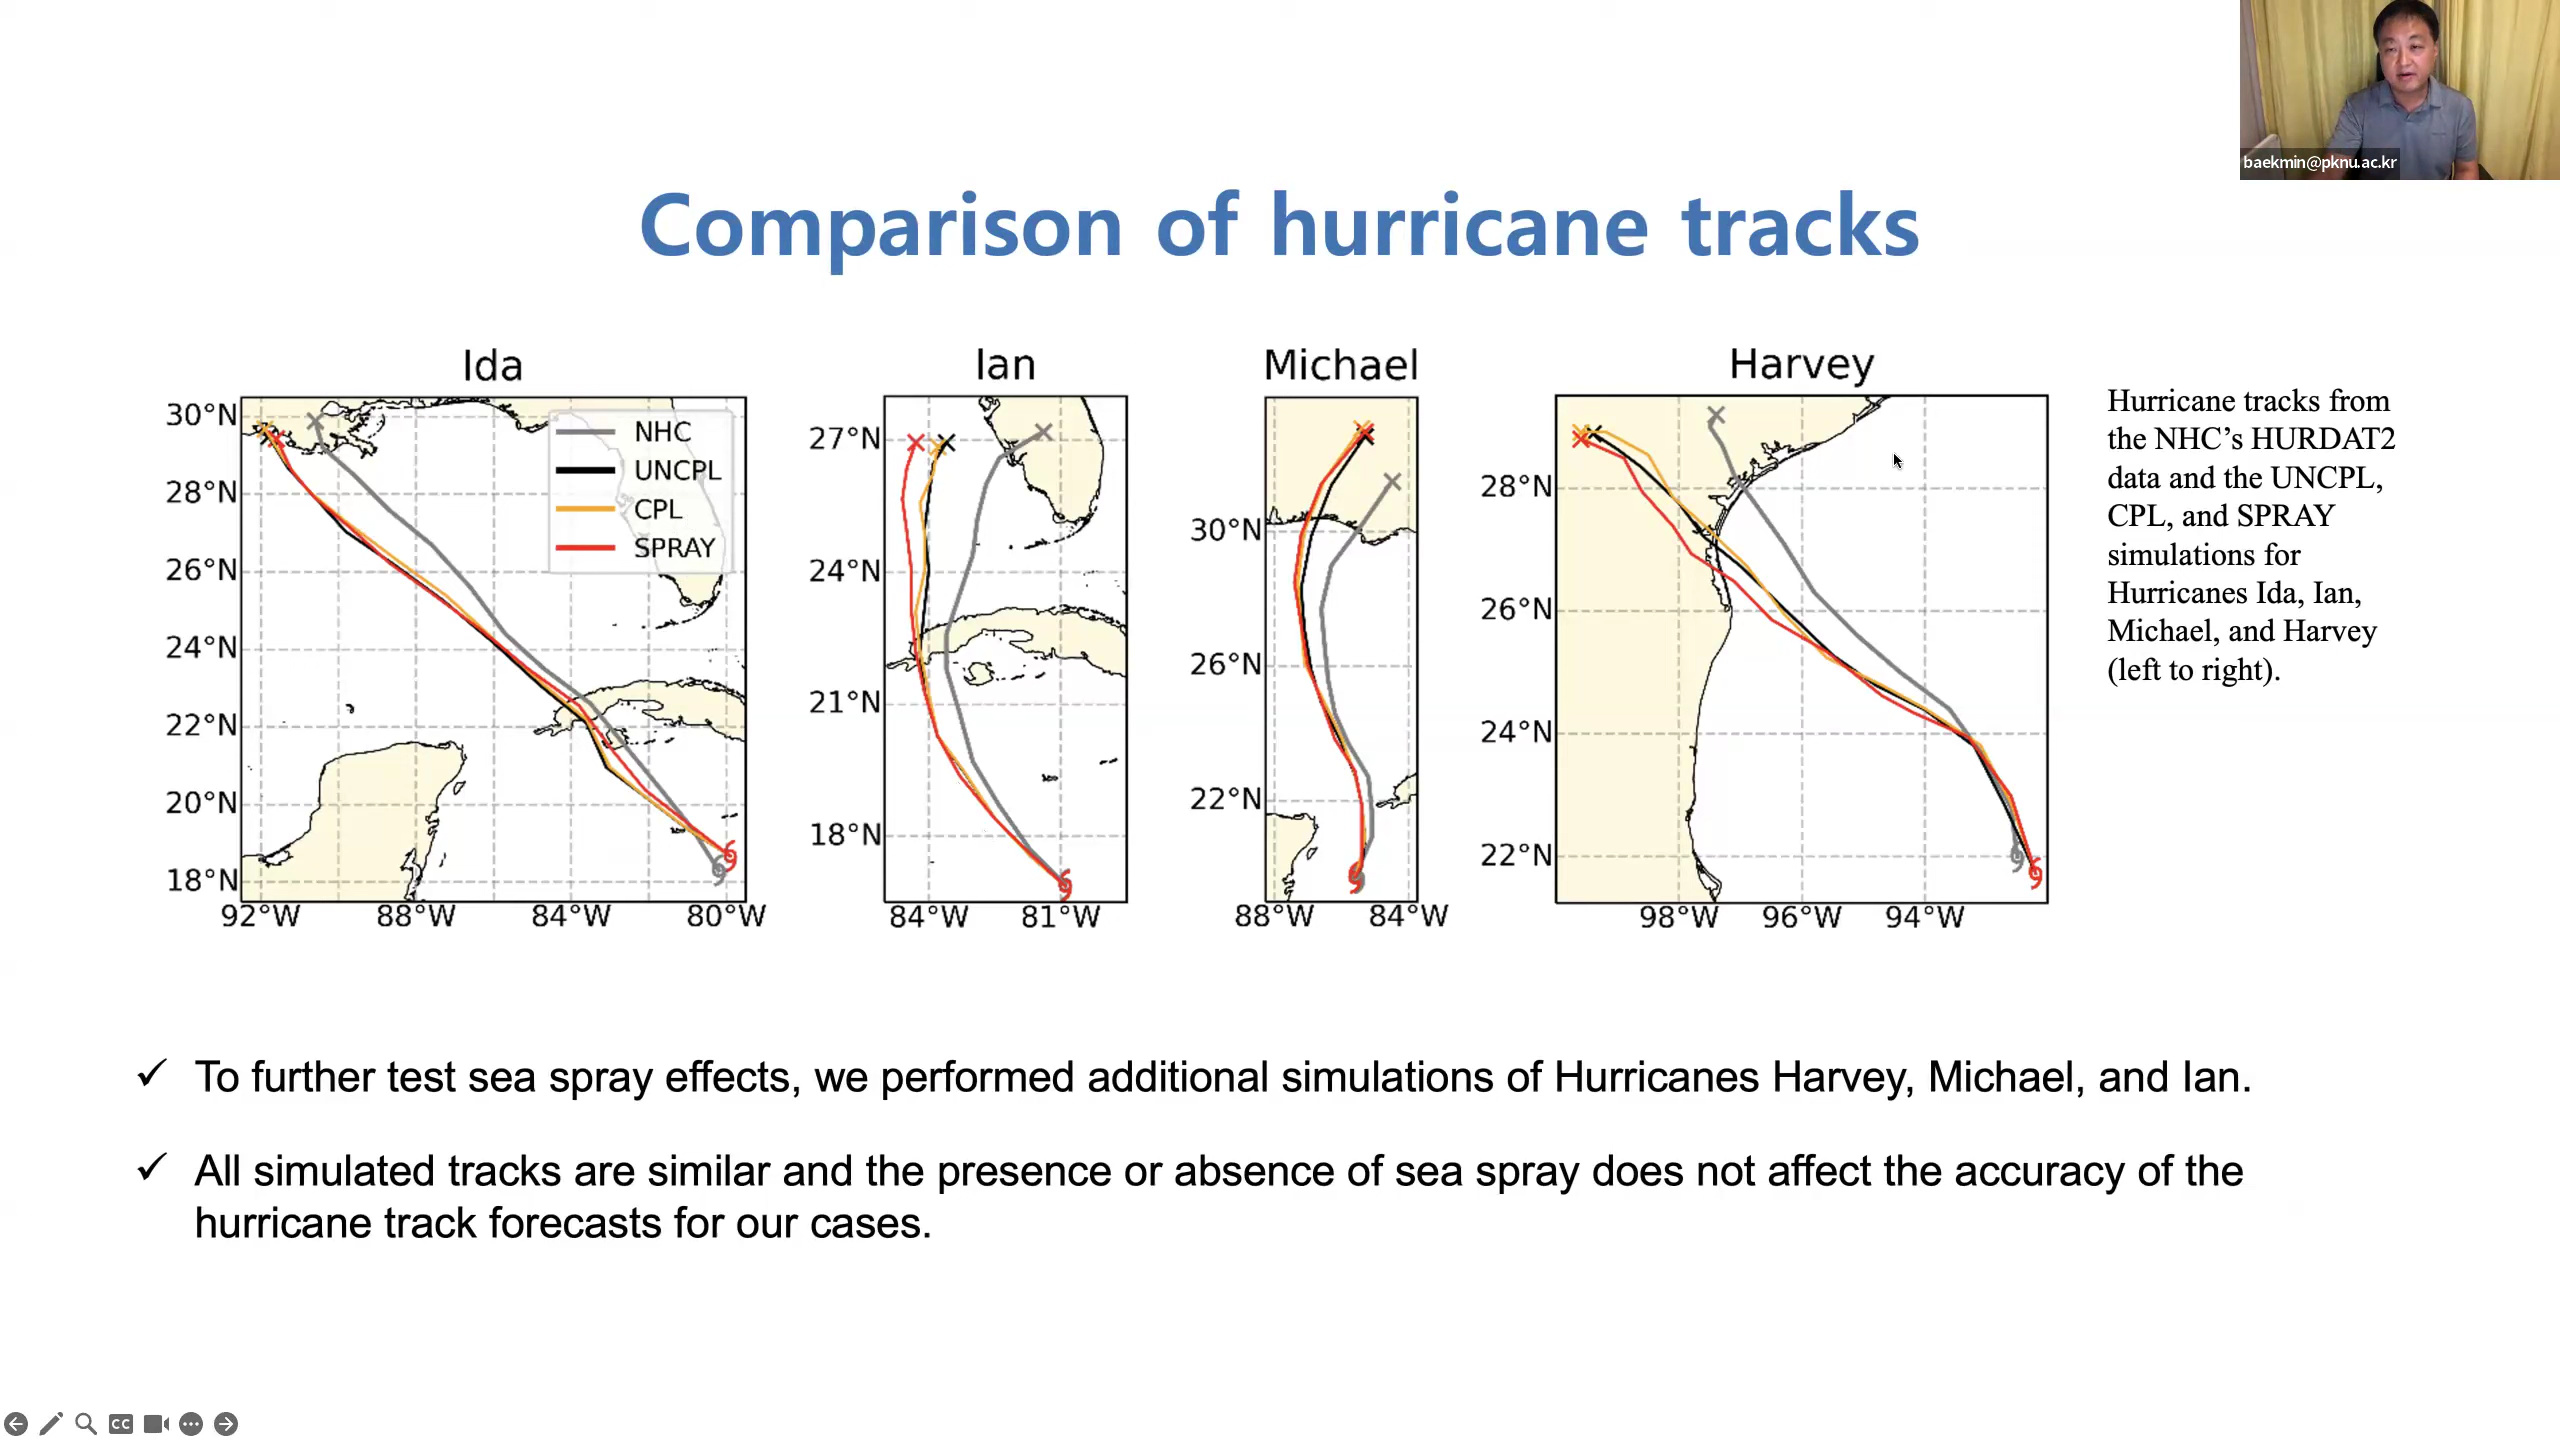 baekmin@pknu.ac.kr
Comparison of hurricane tracks
Ida
30°N
28°N
26°N
24°N
22°N
20°N
18°N
92°W 88°W 84°W 80°W
NHC
UNCPL
CPL
SPRAY
Ian
27°N
24°N
21°N
18°N
84°W 81°W
Michael
30°N
26°N
22°N
88°W 84°W
Harvey
28°N
26°N
24°N
22°N
98°W 96°W 94°W
Hurricane tracks from
the NHC’s HURDAT2
data and the UNCPL,
CPL, and SPRAY
simulations for
Hurricanes Ida, Ian,
Michael, and Harvey
(left to right).
✓ To further test sea spray effects, we performed additional simulations of Hurricanes Harvey, Michael, and Ian.
✓ All simulated tracks are similar and the presence or absence of sea spray does not affect the accuracy of the
hurricane track forecasts for our cases.
CC